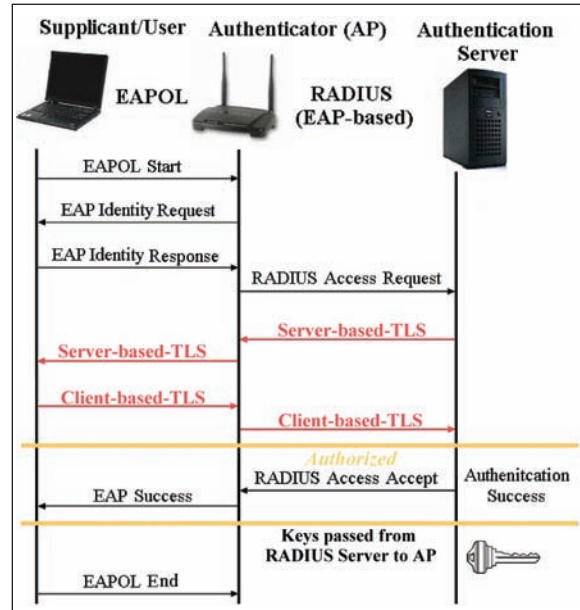 Supplicant/User
Authenticator (AP)
Authentication
Server
EAPOL
RADIUS
(EAP-based)
EAPOL Start
EAP Identity Request
EAP Identity Response
RADIUS Access Request
Server-based-TLS
Server-based-TLS
Client-based-TLS
Client-based-TLS
Authorized
RADIUS Access Accept
Authenitcation
Success
EAP Success
Keys passed from
RADIUS Server to AP
EAPOL End